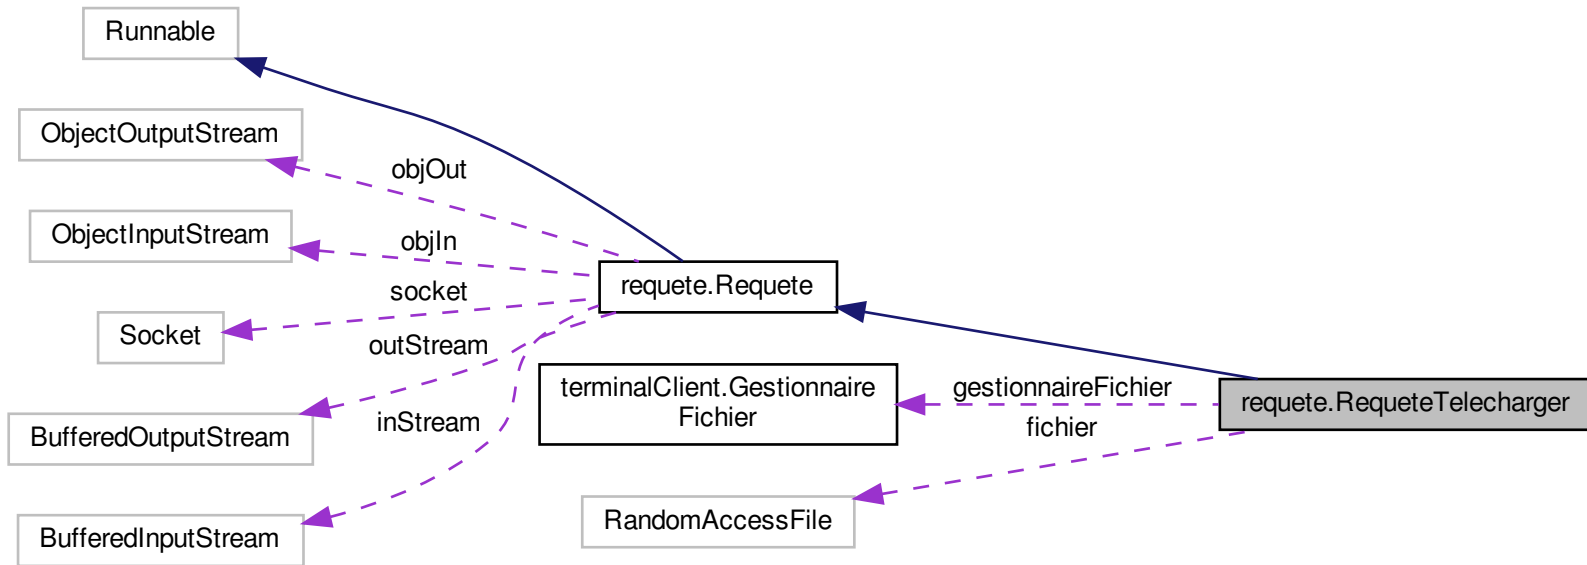 Runnable
ObjectOutputStream
objOut
ObjectInputStream
objIn
requete.Requete
socket
Socket
outStream
terminalClient.Gestionnaire
Fichier
gestionnaireFichier
requete.RequeteTelecharger
fichier
BufferedOutputStream
inStream
RandomAccessFile
BufferedInputStream